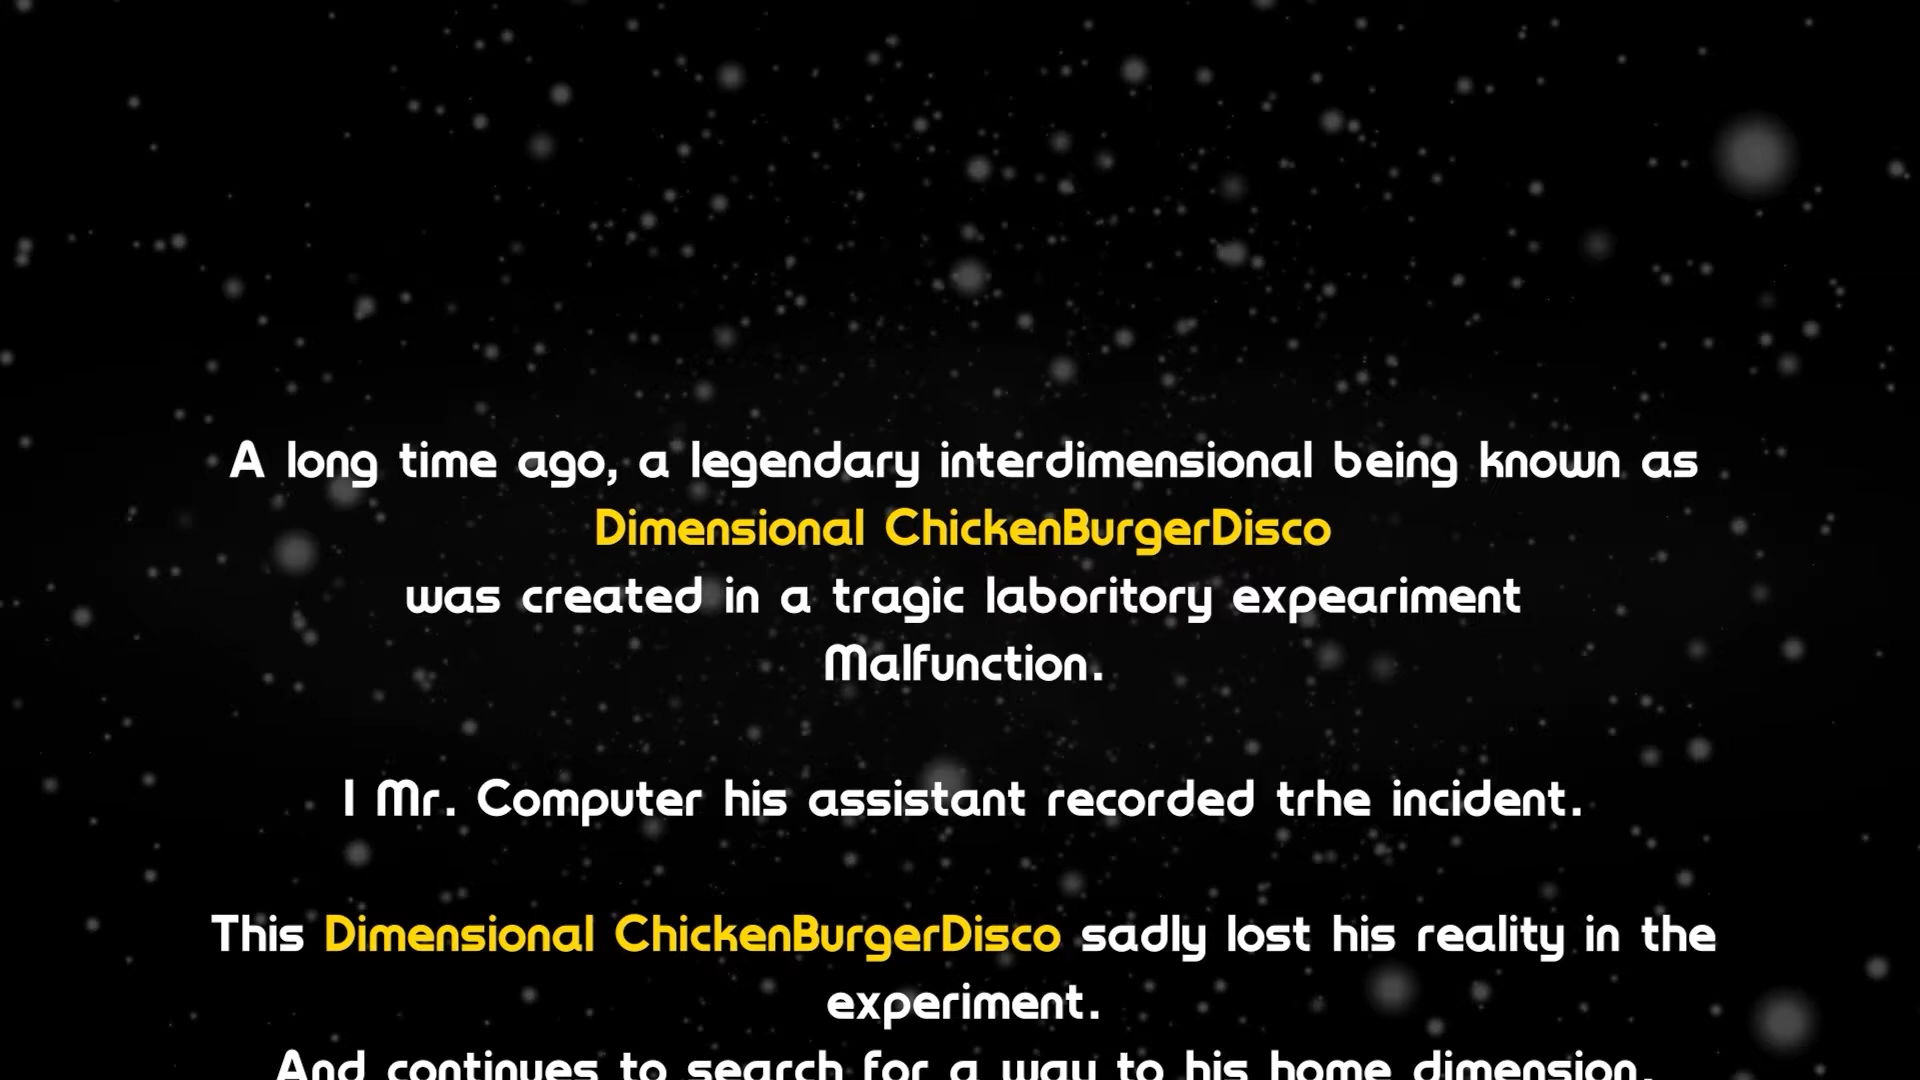 A long time ago, a legendary interdimensional being known as
Dimensional ChickenBurgerDisco
was created in a tragic laboritory expeariment
Malfunction.
I Mr. Computer his assistant recorded trhe incident.
This Dimensional ChickenBurgerDisco sadly lost his reality in the
experiment.
And continues to search for a way to his home dimension.